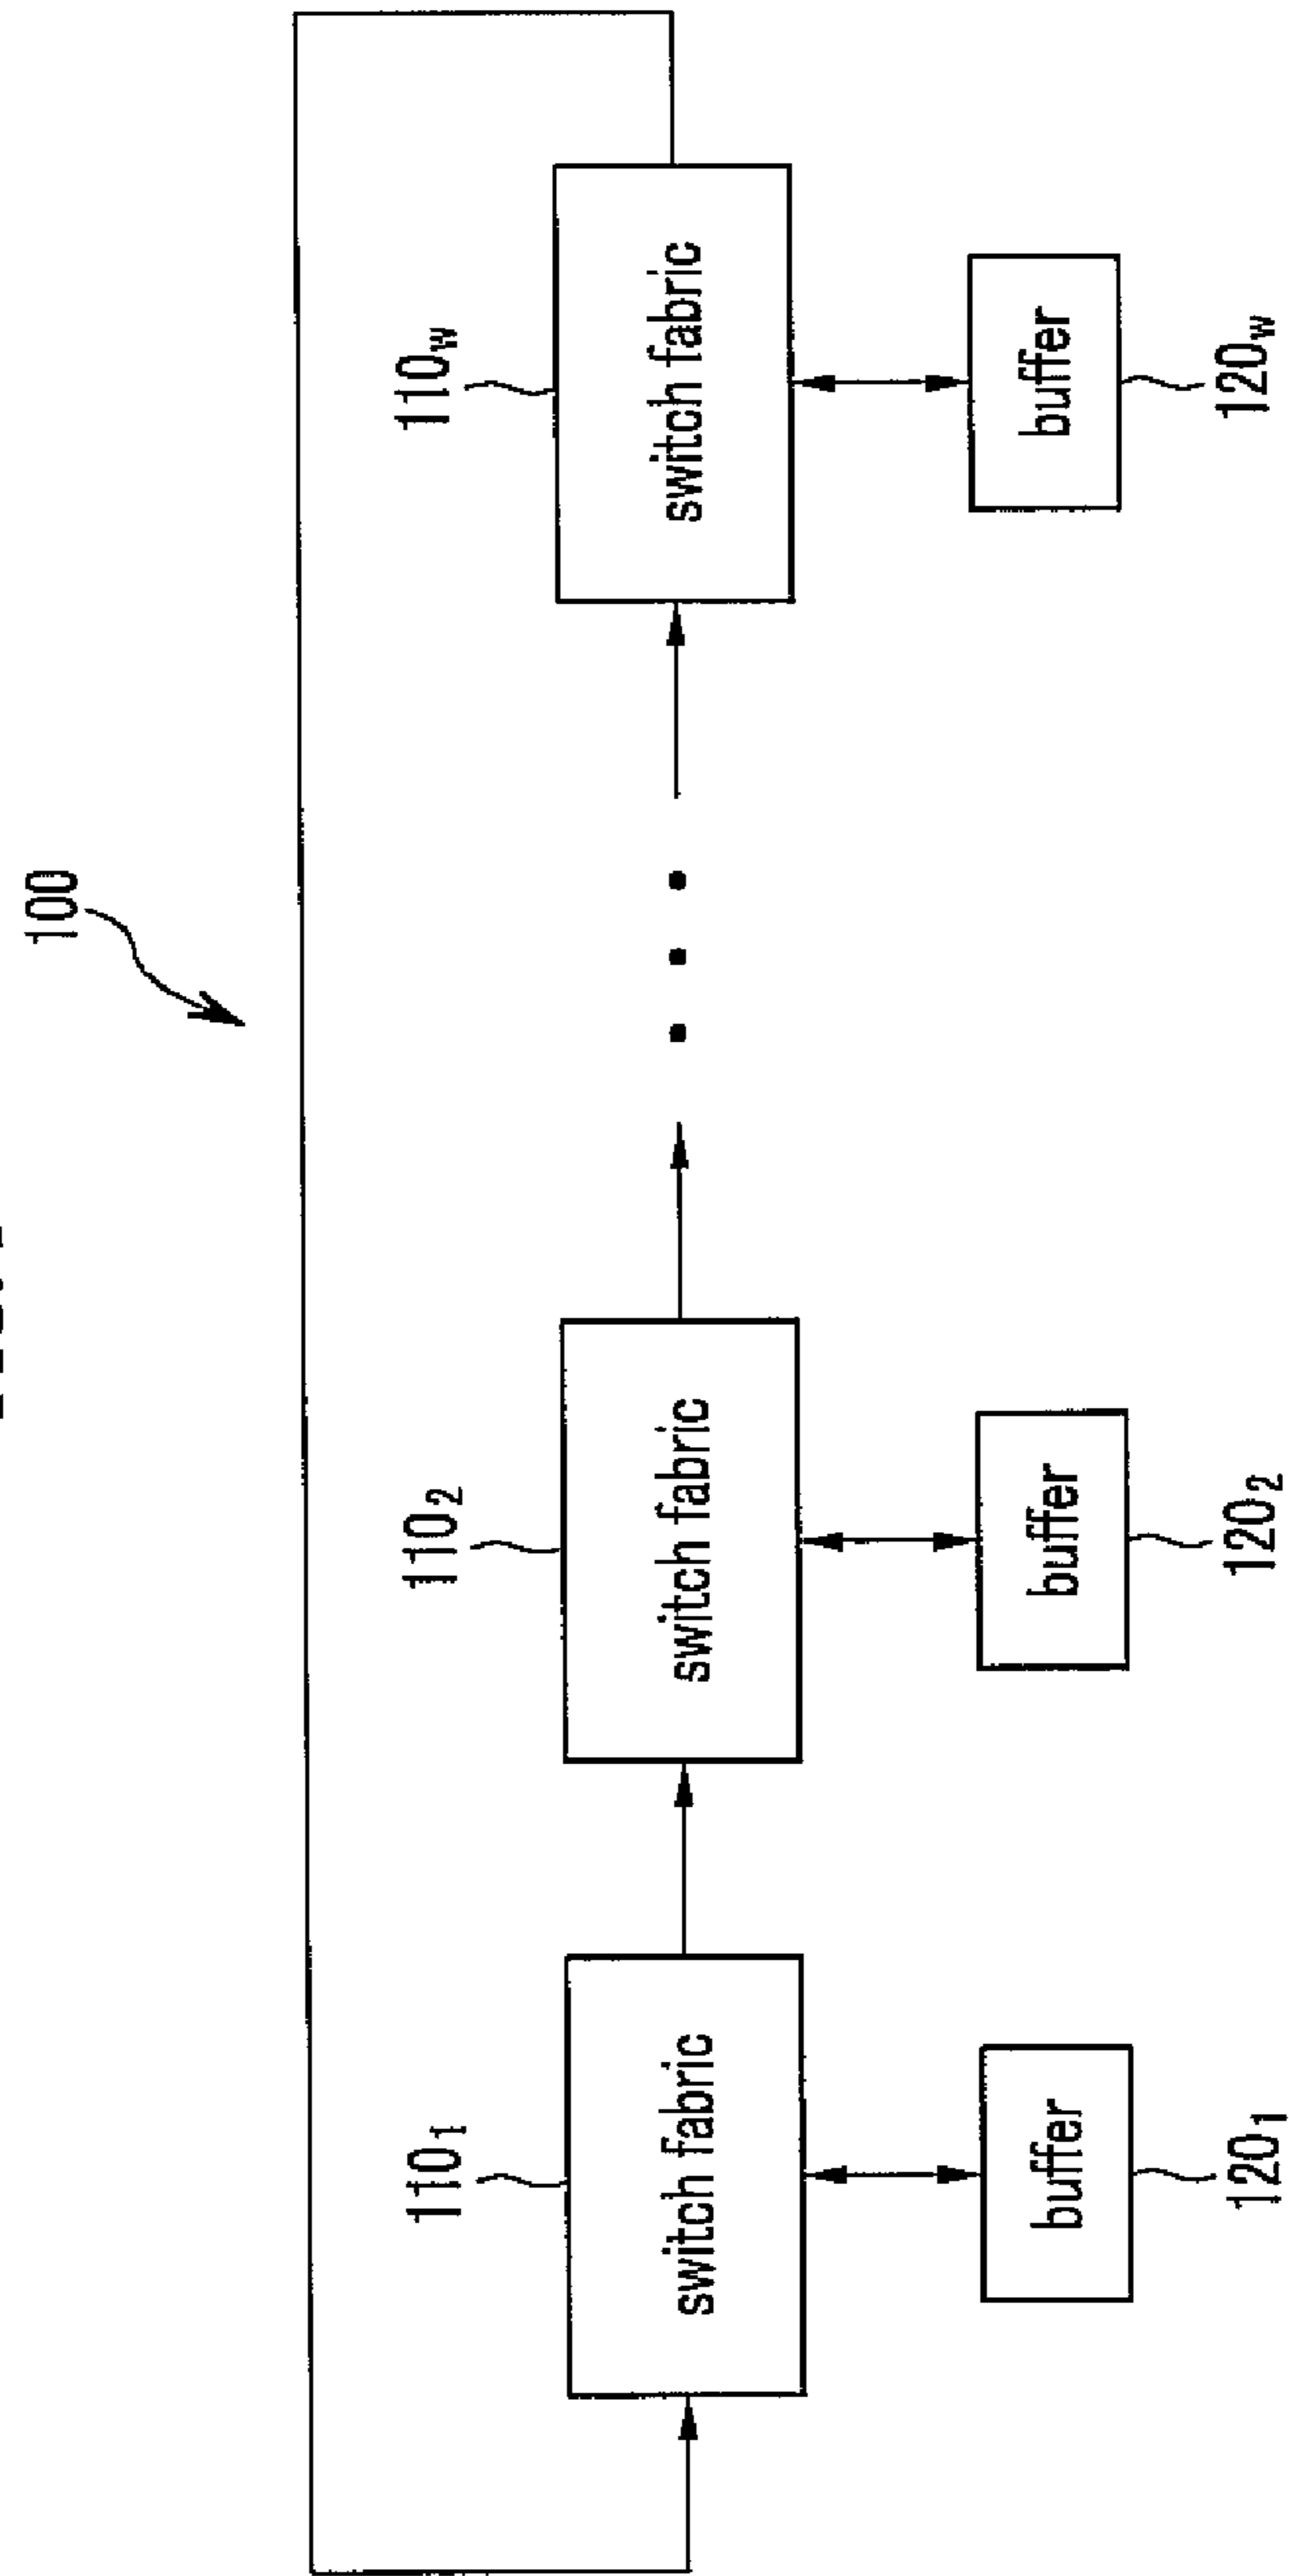 100
110₁
110₂
110w
switch fabric
switch fabric
switch fabric
buffer
buffer
buffer
120₁
120₂
120w